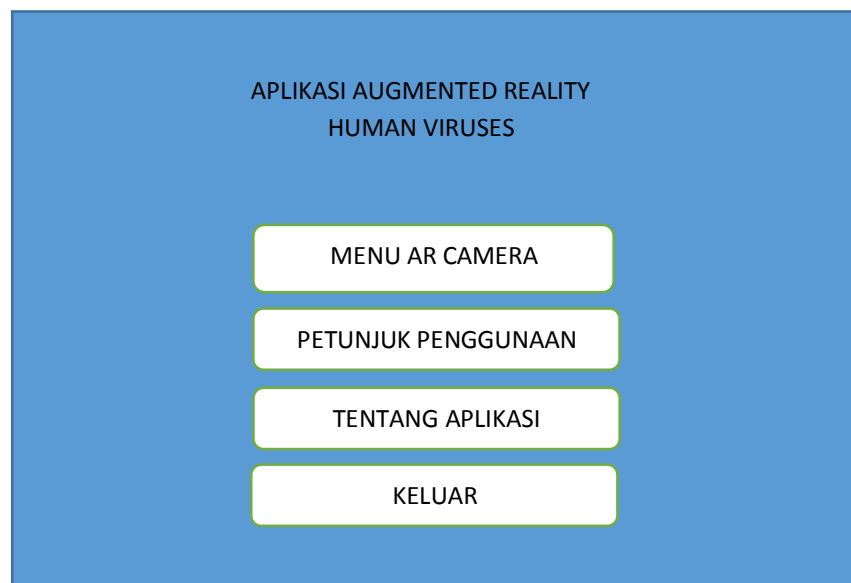 APLIKASI AUGMENTED REALITY
HUMAN VIRUSES
MENU AR CAMERA
PETUNJUK PENGGUNAAN
TENTANG APLIKASI
KELUAR